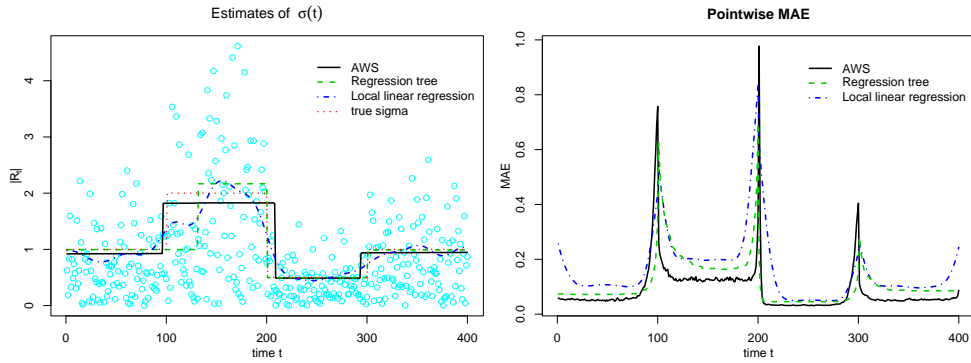 Estimates of σ(t)
AWS
Regression tree
Local linear regression
true sigma
|Ri|
4
3
2
1
0
0
100
200
300
400
time t
Pointwise MAE
AWS
Regression tree
Local linear regression
MAE
1.0
0.8
0.6
0.4
0.2
0.0
0
100
200
300
400
time t